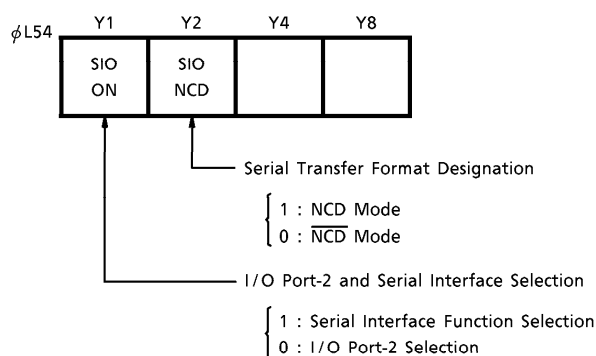 φL54 Y1 Y2 Y4 Y8
SIO ON SIO NCD
Serial Transfer Format Designation
1 : NCD Mode
0 : N̅C̅D̅ Mode
I/O Port-2 and Serial Interface Selection
1 : Serial Interface Function Selection
0 : I/O Port-2 Selection